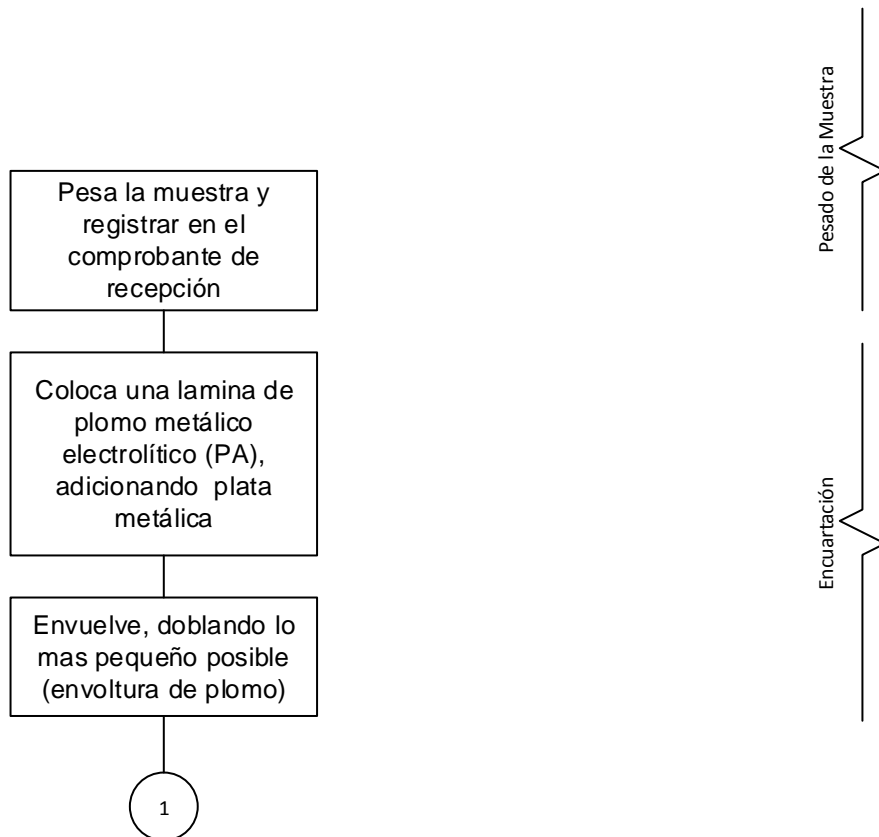 Pesa la muestra y
registrar en el
comprobante de
recepción
Pesado de la Muestra
Coloca una lamina de
plomo metálico
electrolítico (PA),
adicionando plata
metálica
Envuelve, doblando lo
mas pequeño posible
(envoltura de plomo)
Encuartación
1